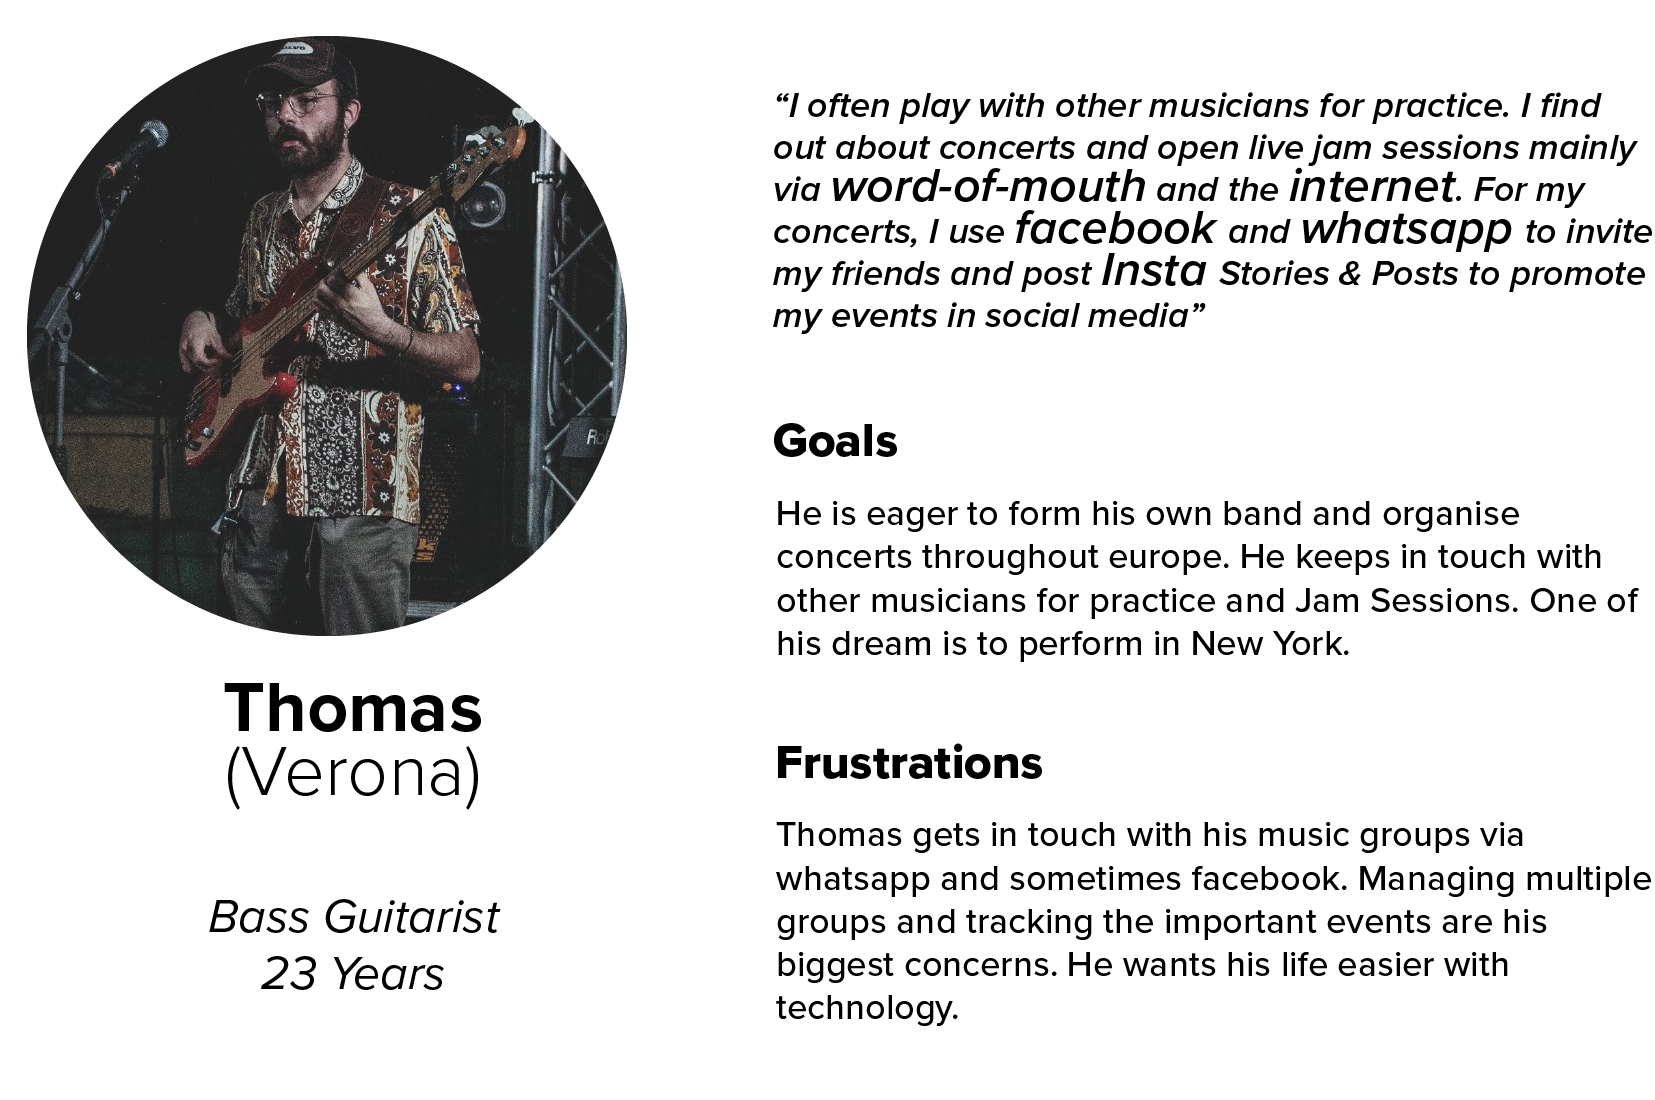 “I often play with other musicians for practice. I find
out about concerts and open live jam sessions mainly
via word-of-mouth and the internet. For my
concerts, I use facebook and whatsapp to invite
my friends and post Insta Stories & Posts to promote
my events in social media”
Goals
He is eager to form his own band and organise
concerts throughout europe. He keeps in touch with
other musicians for practice and Jam Sessions. One of
his dream is to perform in New York.
Frustrations
Thomas gets in touch with his music groups via
whatsapp and sometimes facebook. Managing multiple
groups and tracking the important events are his
biggest concerns. He wants his life easier with
technology.
Thomas
(Verona)
Bass Guitarist
23 Years